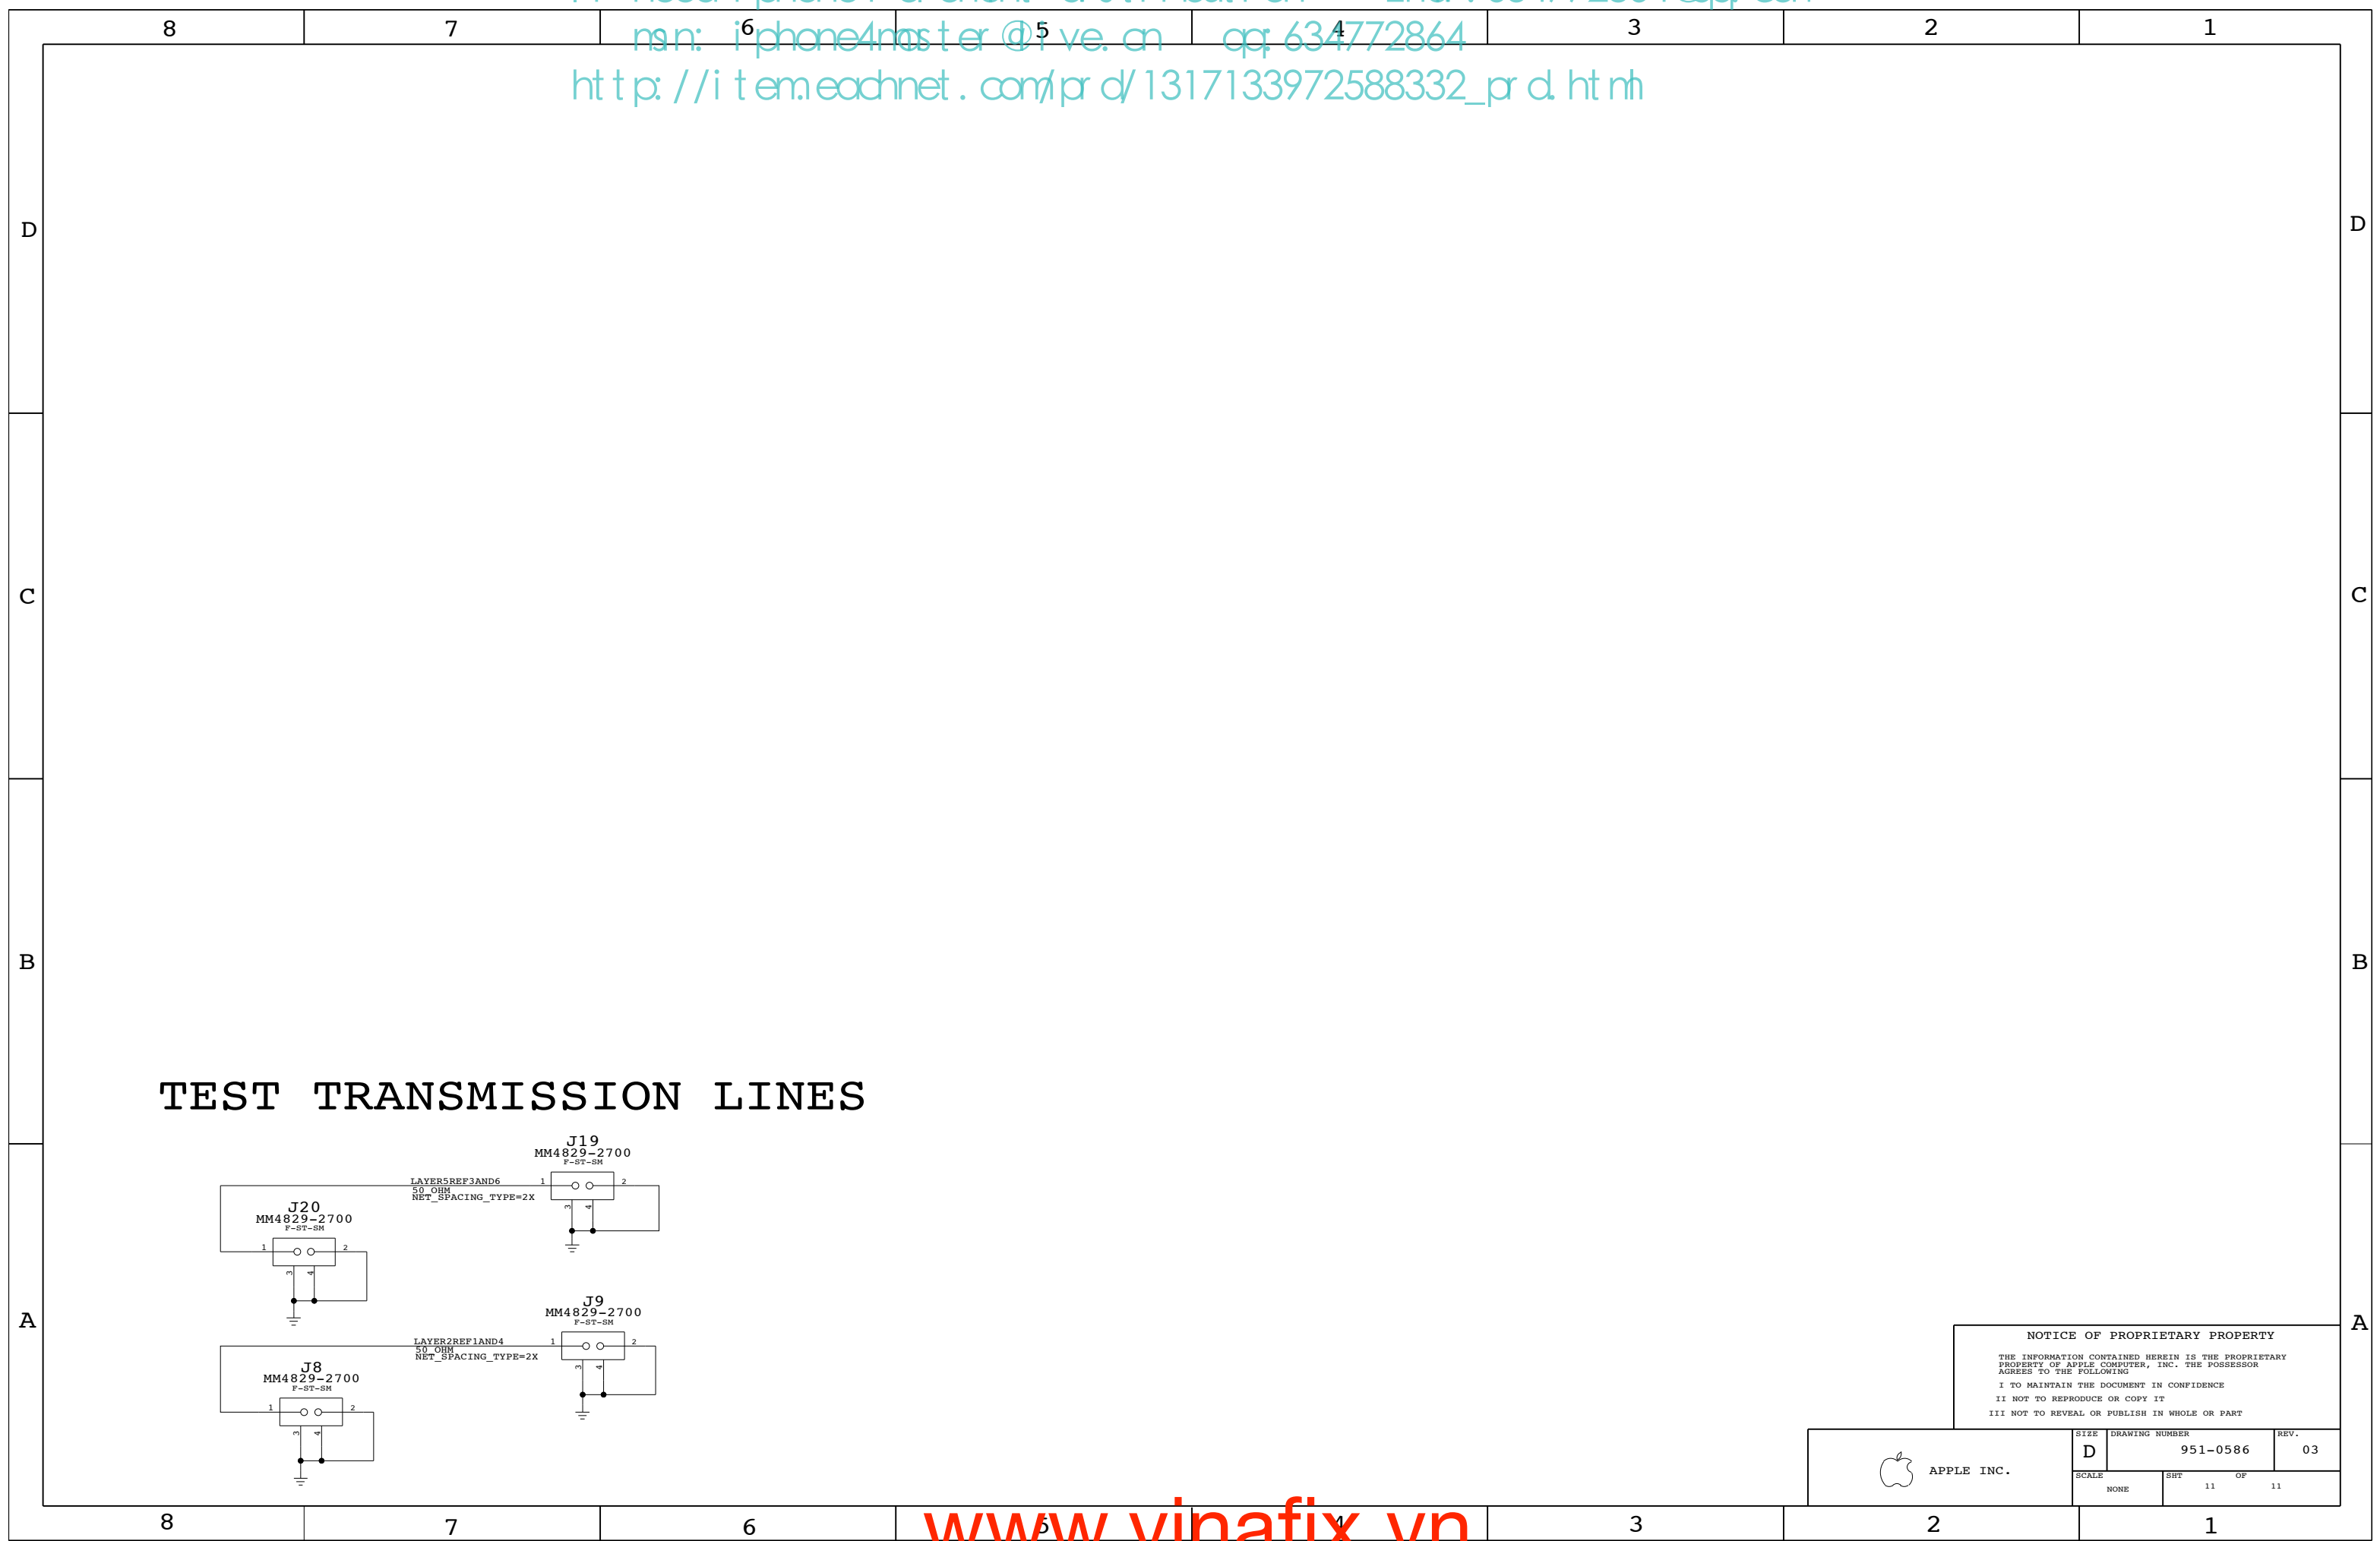 8 7 6 5 4 3 2 1
msn: iphone4master@live.cn qq: 634772864
http://item.eachnet.com/prd/1317133972588332_prd.htmlh
D D
C C
B B
TEST TRANSMISSION LINES
J19
MM4829-2700
F-ST-SM
LAYER5REF3AND6
50 OHM
NET_SPACING_TYPE=2X
1 2
3 4
J20
MM4829-2700
F-ST-SM
1 2
3 4
J9
MM4829-2700
F-ST-SM
LAYER2REF1AND4
50 OHM
NET_SPACING_TYPE=2X
1 2
3 4
J8
MM4829-2700
F-ST-SM
1 2
3 4
A A
NOTICE OF PROPRIETARY PROPERTY
THE INFORMATION CONTAINED HEREIN IS THE PROPRIETARY
PROPERTY OF APPLE COMPUTER, INC. THE POSSESSOR
AGREES TO THE FOLLOWING
I TO MAINTAIN THE DOCUMENT IN CONFIDENCE
II NOT TO REPRODUCE OR COPY IT
III NOT TO REVEAL OR PUBLISH IN WHOLE OR PART
APPLE INC.
SIZE DRAWING NUMBER REV.
D 951-0586 03
SCALE SHT OF
NONE 11 11
8 7 6 5 4 3 2 1
www.vinafix.vn